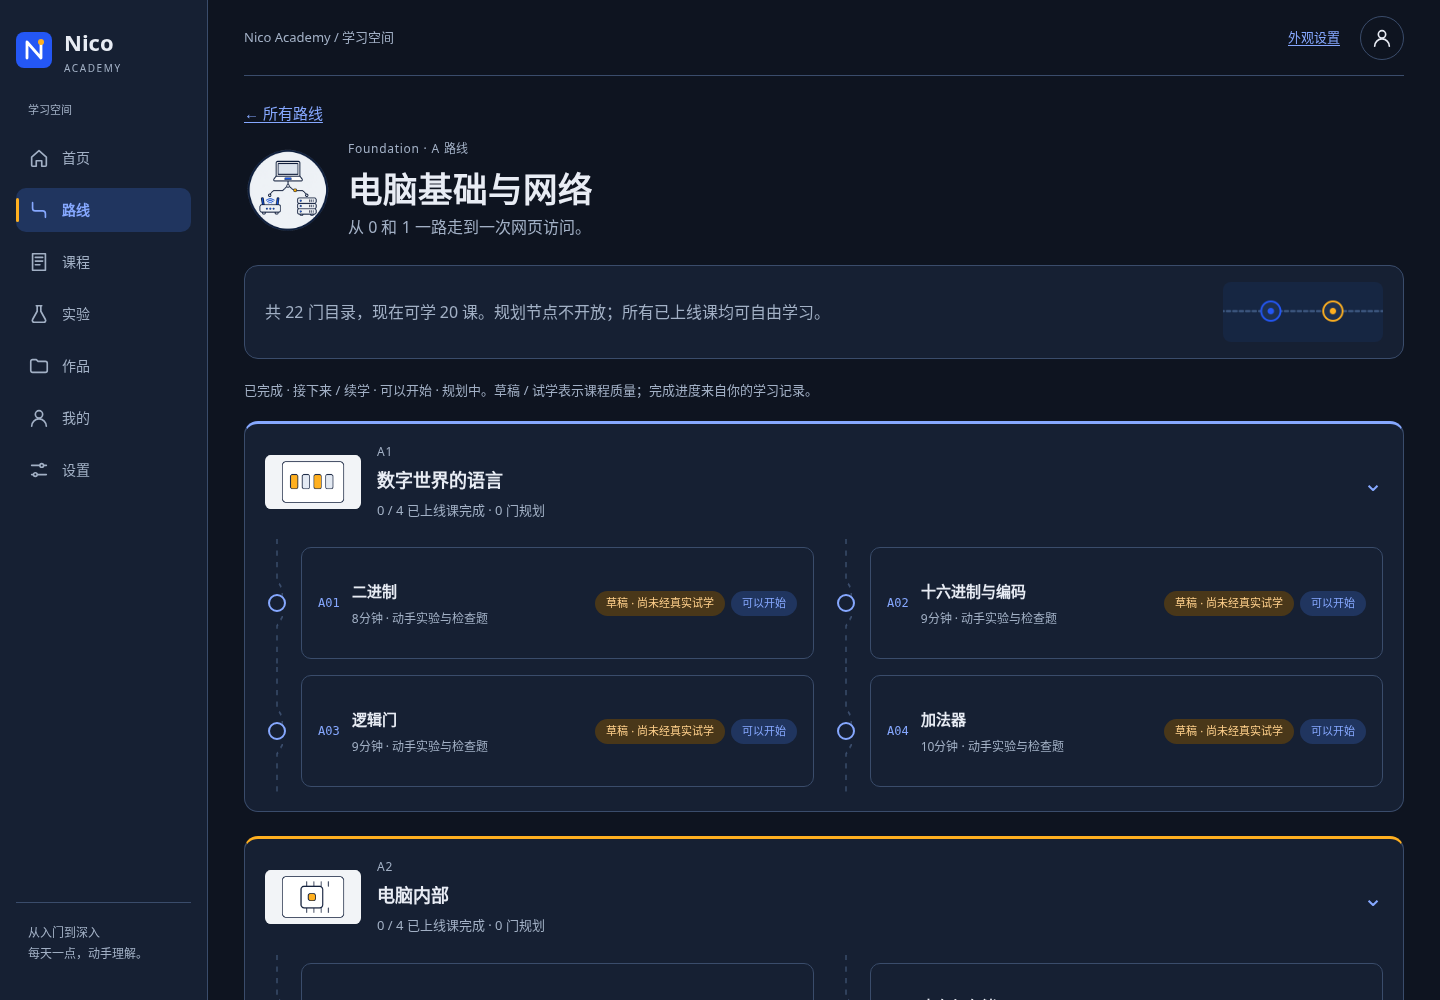 Nico
ACADEMY
学习空间
首页
路线
课程
实验
作品
我的
设置
从入门到深入
每天一点，动手理解。
Nico Academy / 学习空间
外观设置
← 所有路线
Foundation · A 路线
电脑基础与网络
从 0 和 1 一路走到一次网页访问。
共 22 门目录，现在可学 20 课。规划节点不开放；所有已上线课均可自由学习。
已完成 · 接下来 / 续学 · 可以开始 · 规划中。草稿 / 试学表示课程质量；完成进度来自你的学习记录。
A1
数字世界的语言
0 / 4 已上线课完成 · 0 门规划
A01
二进制
8分钟 · 动手实验与检查题
草稿 · 尚未经真实试学
可以开始
A02
十六进制与编码
9分钟 · 动手实验与检查题
草稿 · 尚未经真实试学
可以开始
A03
逻辑门
9分钟 · 动手实验与检查题
草稿 · 尚未经真实试学
可以开始
A04
加法器
10分钟 · 动手实验与检查题
草稿 · 尚未经真实试学
可以开始
A2
电脑内部
0 / 4 已上线课完成 · 0 门规划